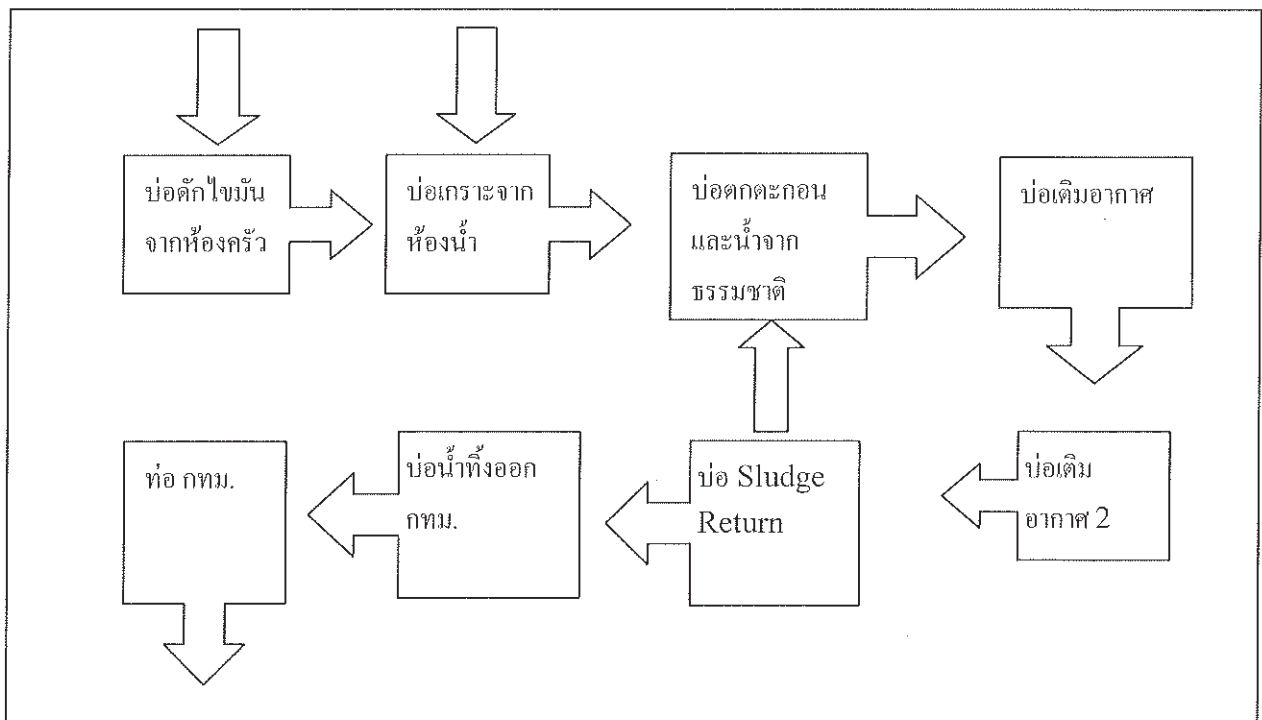 บ่อดักไขมัน
จากห้องครัว
บ่อเกราะจาก
ห้องน้ำ
บ่อตกตะกอน
และน้ำจาก
ธรรมชาติ
บ่อเติมอากาศ
บ่อเติม
อากาศ 2
บ่อ Sludge
Return
บ่อน้ำทิ้งออก
กทม.
ท่อ กทม.